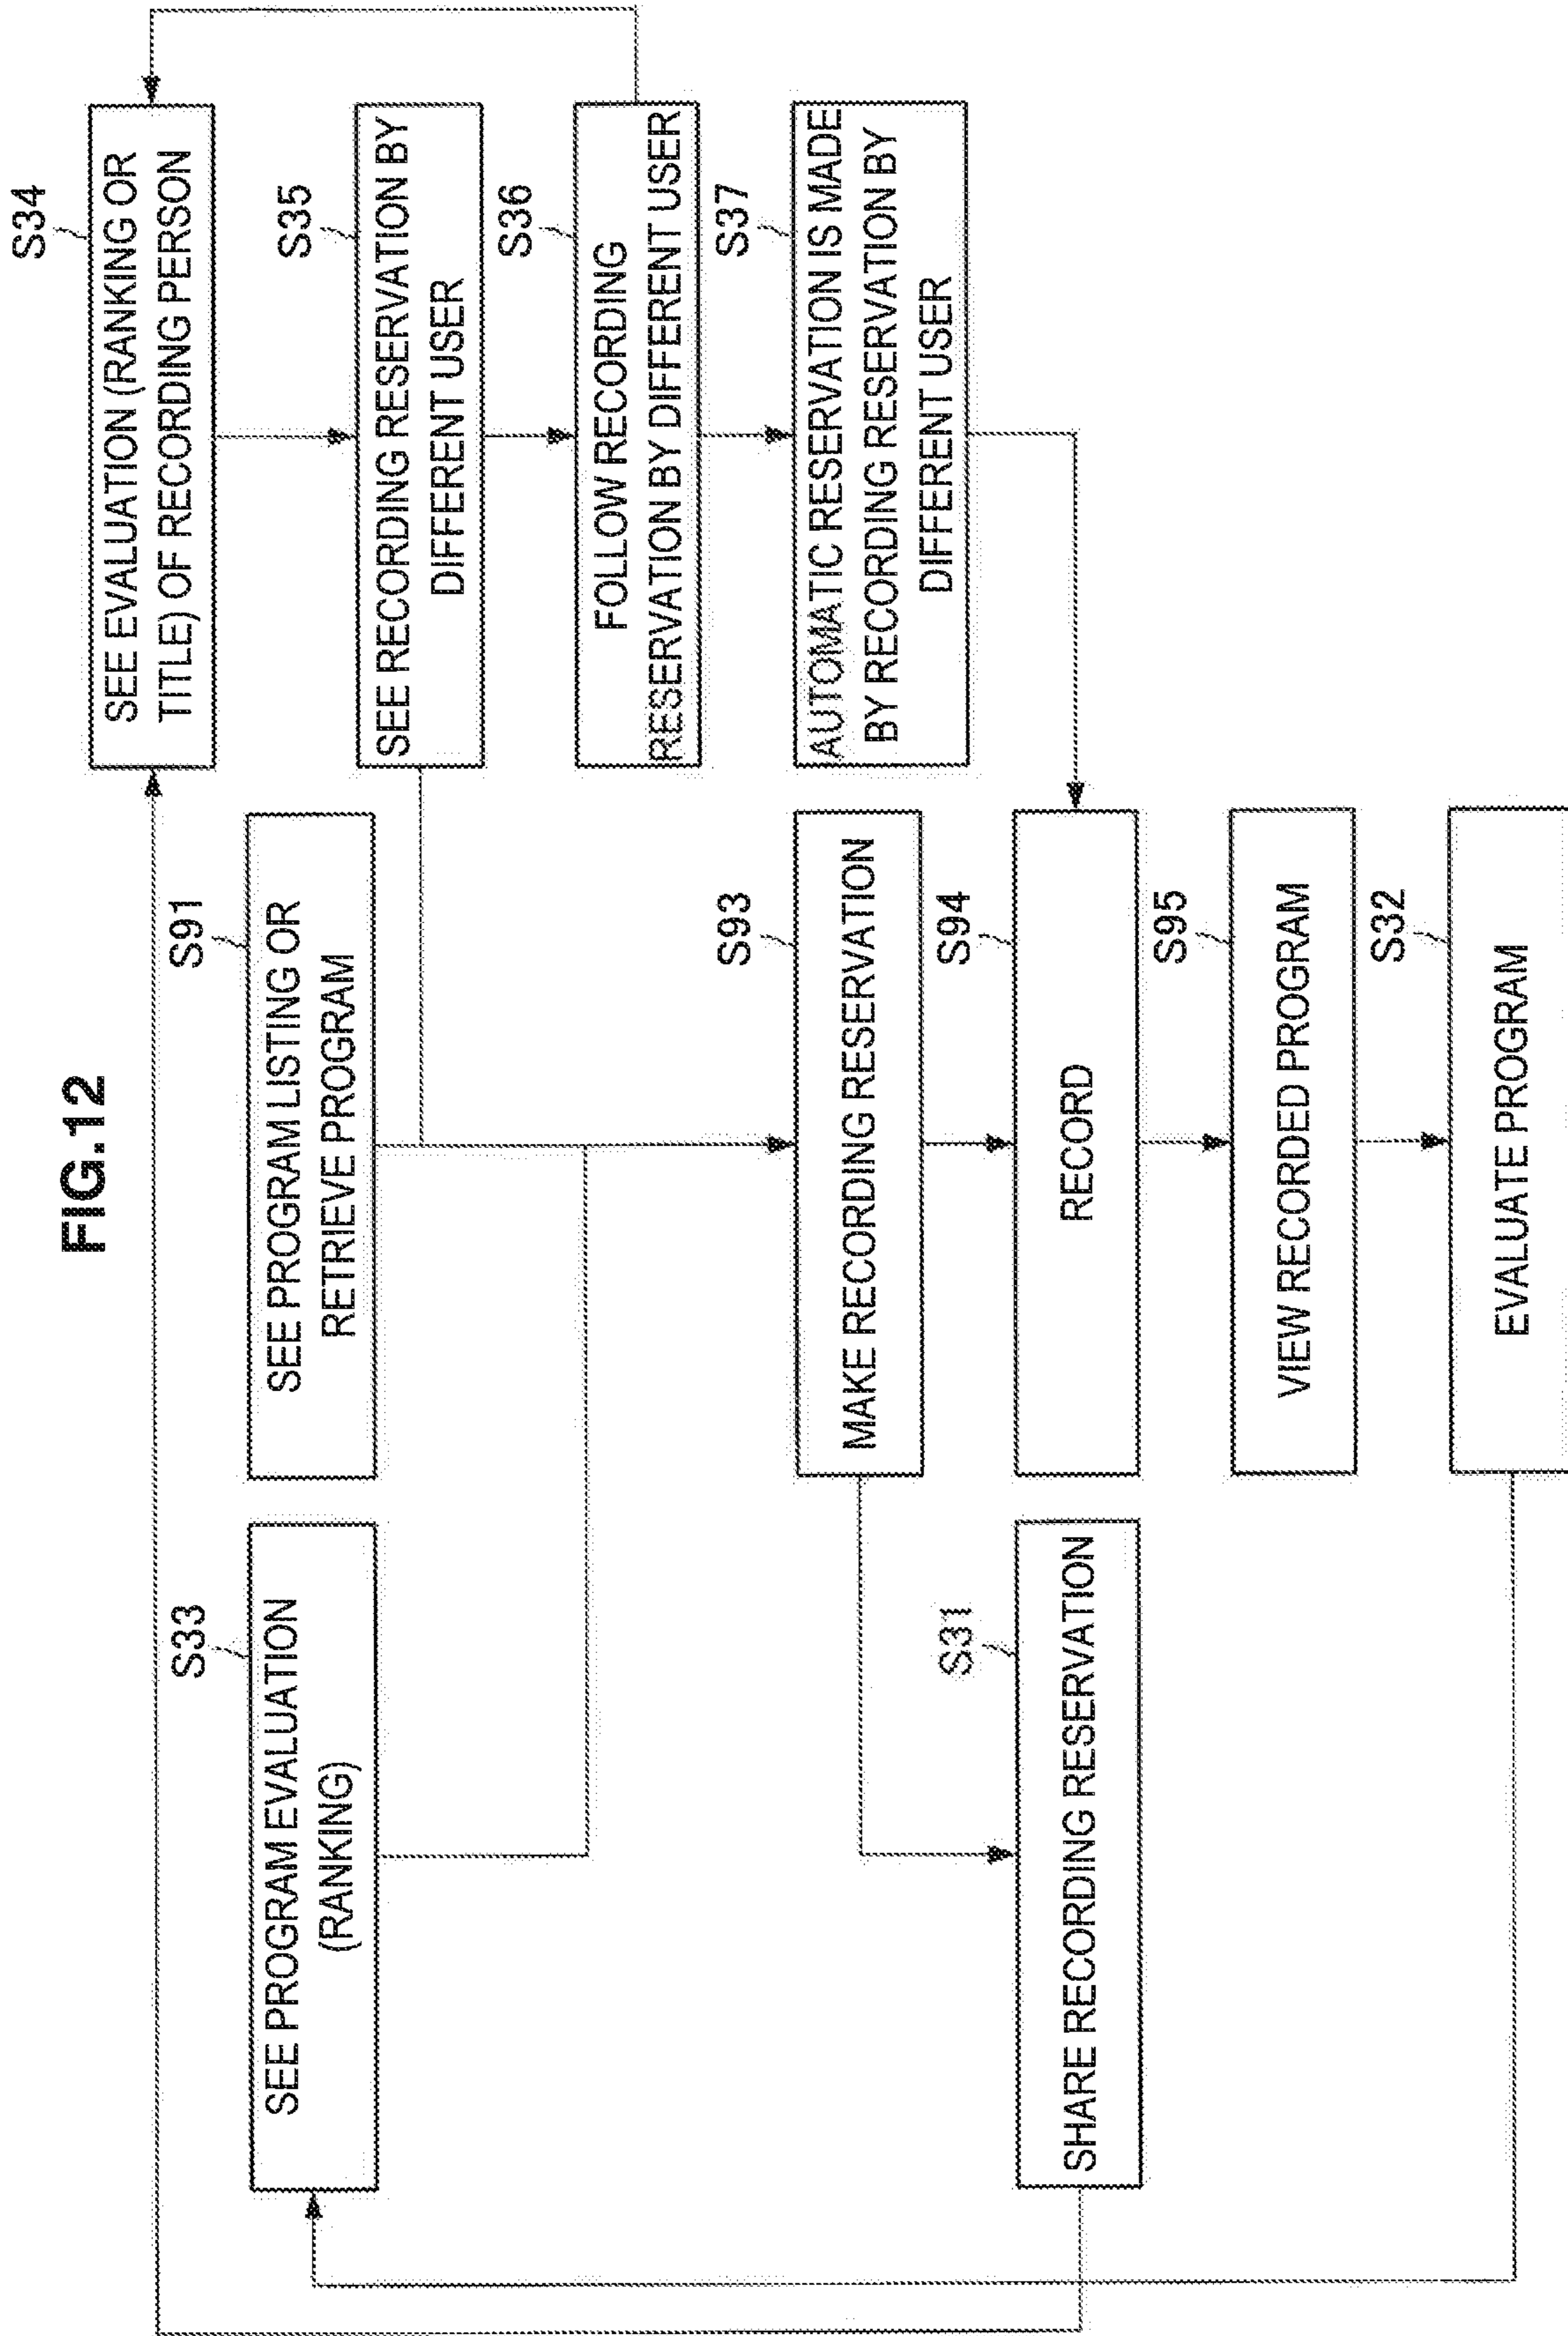 FIG.12
S33
SEE PROGRAM EVALUATION
(RANKING)
S91
SEE PROGRAM LISTING OR
RETRIEVE PROGRAM
S34
SEE EVALUATION (RANKING OR
TITLE) OF RECORDING PERSON
S35
SEE RECORDING RESERVATION BY
DIFFERENT USER
S36
FOLLOW RECORDING
RESERVATION BY DIFFERENT USER
S37
AUTOMATIC RESERVATION IS MADE
BY RECORDING RESERVATION BY
DIFFERENT USER
S93
MAKE RECORDING RESERVATION
S31
SHARE RECORDING RESERVATION
S94
RECORD
S95
VIEW RECORDED PROGRAM
S32
EVALUATE PROGRAM